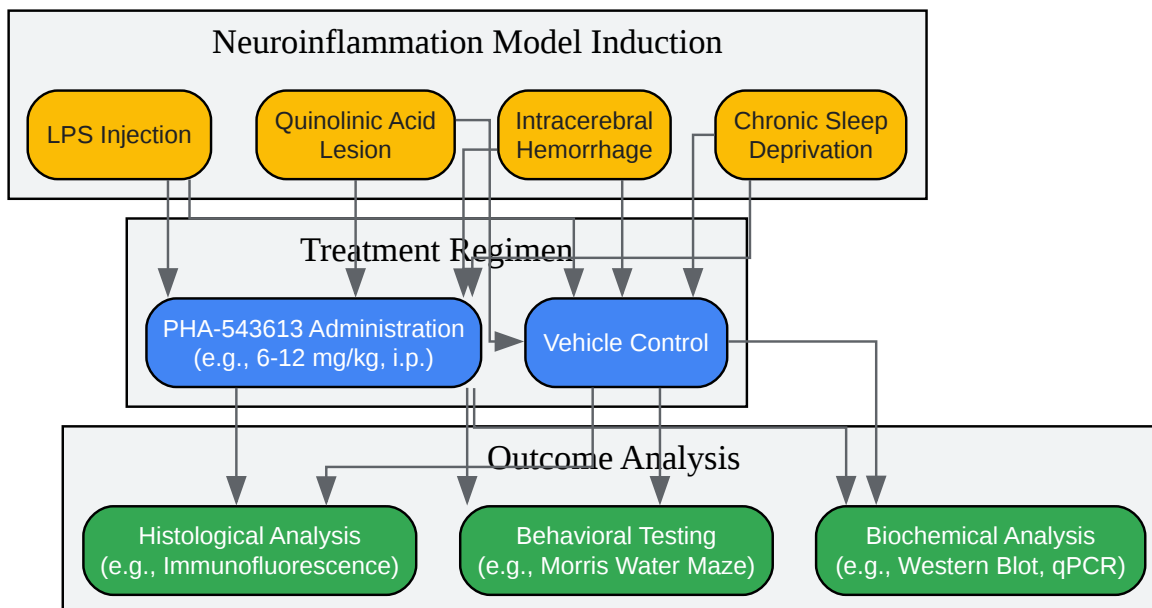 Neuroinflammation Model Induction
LPS Injection
Quinolinic Acid
Lesion
Intracerebral
Hemorrhage
Chronic Sleep
Deprivation
Treatment Regimen
PHA-543613 Administration
(e.g., 6-12 mg/kg, i.p.)
Vehicle Control
Outcome Analysis
Histological Analysis
(e.g., Immunofluorescence)
Behavioral Testing
(e.g., Morris Water Maze)
Biochemical Analysis
(e.g., Western Blot, qPCR)